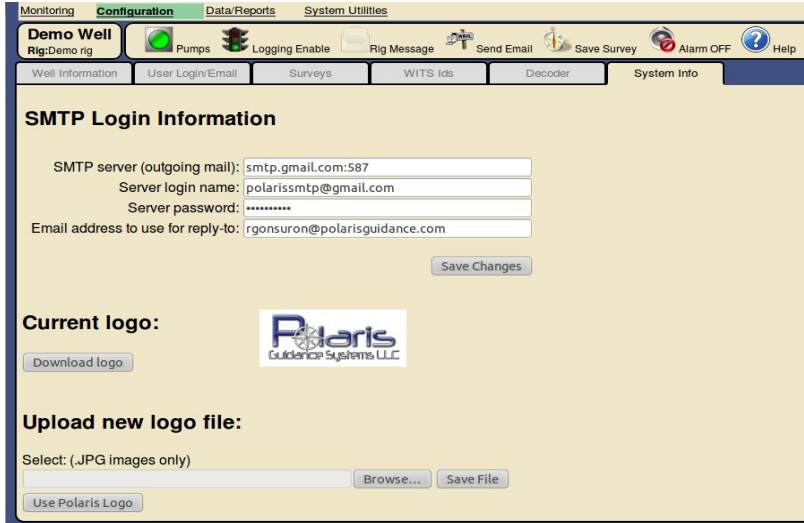 Monitoring Configuration Data/Reports System Utilities
Demo Well
Rig:Demo rig
Pumps Logging Enable Rig Message Send Email Save Survey Alarm OFF Help
Well Information User Login/Email Surveys WITS Ids Decoder System Info
SMTP Login Information
SMTP server (outgoing mail): smtp.gmail.com:587
Server login name: polarissmtp@gmail.com
Server password: ••••••••••
Email address to use for reply-to: rgonsuron@polarisguidance.com
Save Changes
Current logo:
Polaris
Guidance Systems LLC
Download logo
Upload new logo file:
Select: (.JPG images only)
Browse... Save File
Use Polaris Logo